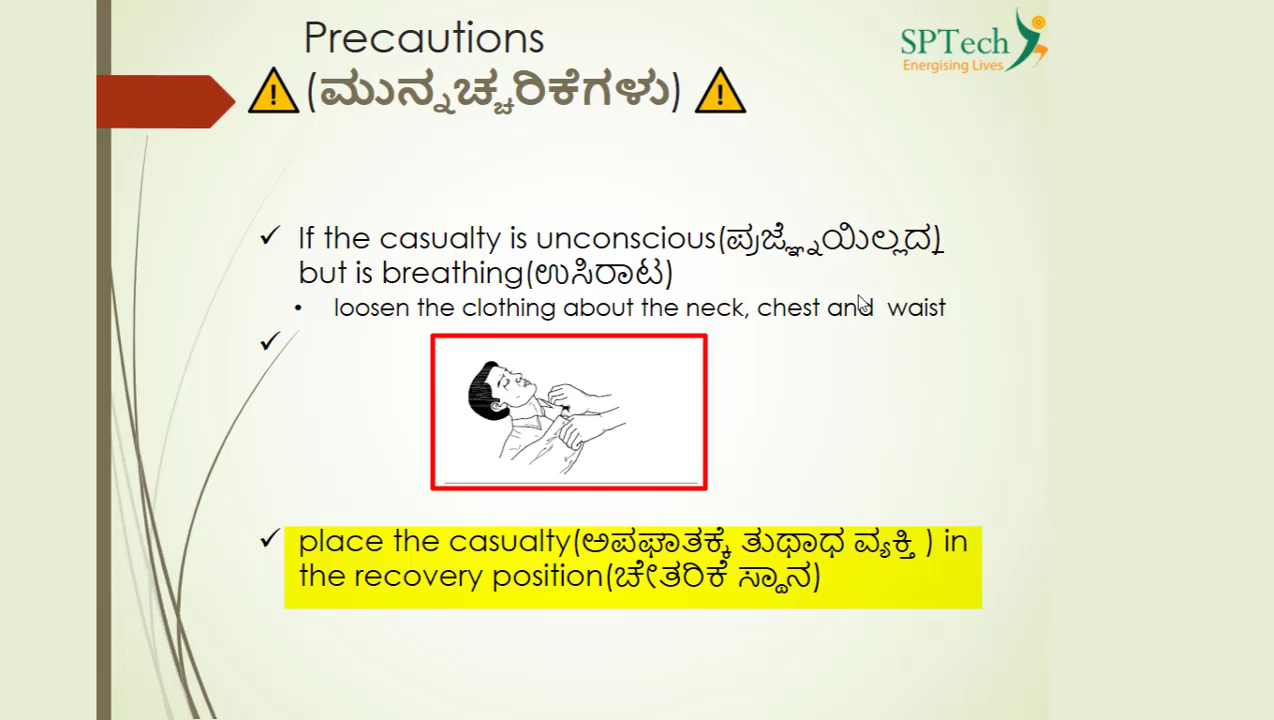 Precautions
(ಮುನ್ನಚ್ಚರಿಕೆಗಳು)
SPTech
Energising Lives
If the casualty is unconscious(ಪ್ರಜ್ಞೆಯಿಲ್ಲದ)
but is breathing(ಉಸಿರಾಟ)
• loosen the clothing about the neck, chest and waist
place the casualty(ಅಪಘಾತಕ್ಕೆ ತುಥಾಧ ವ್ಯಕ್ತಿ ) in
the recovery position(ಚೇತರಿಕೆ ಸ್ಥಾನ)